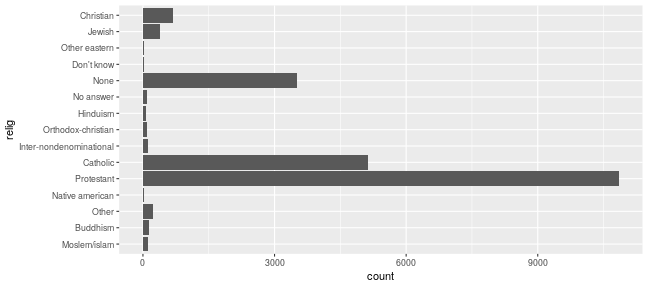 Christian
Jewish
Other eastern
Don't know
None
No answer
Hinduism
Orthodox-christian
Inter-nondenominational
Catholic
Protestant
Native american
Other
Buddhism
Moslem/islam
relig
0 3000 6000 9000
count